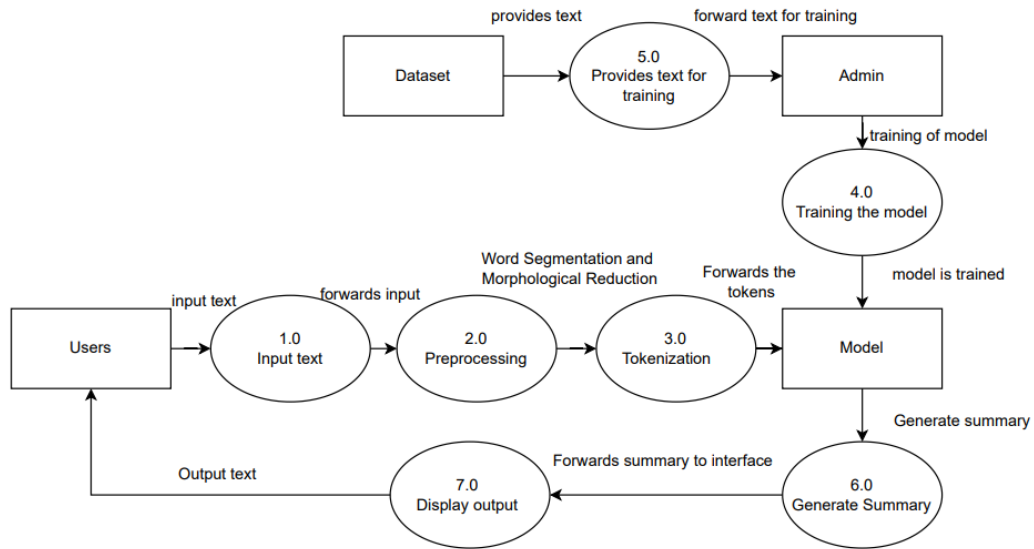 provides text
forward text for training
Dataset
5.0
Provides text for
training
Admin
training of model
4.0
Training the model
Word Segmentation and
Morphological Reduction
Forwards the
tokens
model is trained
input text
forwards input
Users
1.0
Input text
2.0
Preprocessing
3.0
Tokenization
Model
Generate summary
Output text
Forwards summary to interface
7.0
Display output
6.0
Generate Summary